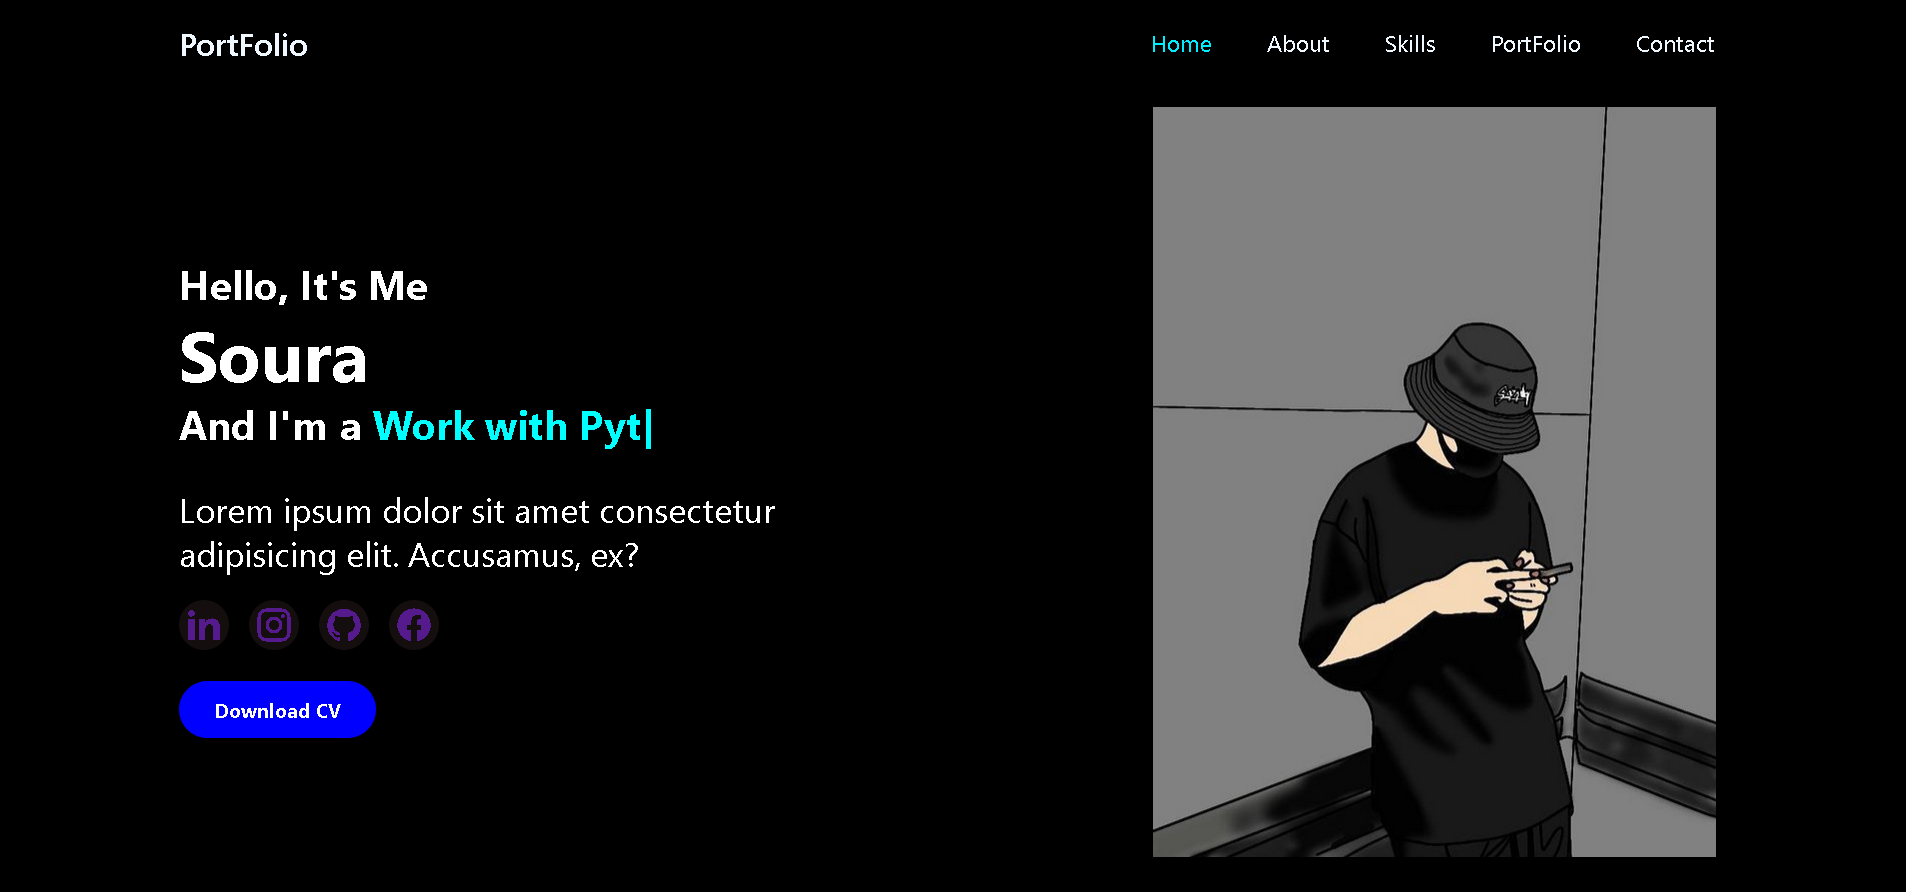 PortFolio
Home About Skills PortFolio Contact
Hello, It's Me
Soura
And I'm a Work with Pyt|
Lorem ipsum dolor sit amet consectetur
adipisicing elit. Accusamus, ex?
Download CV